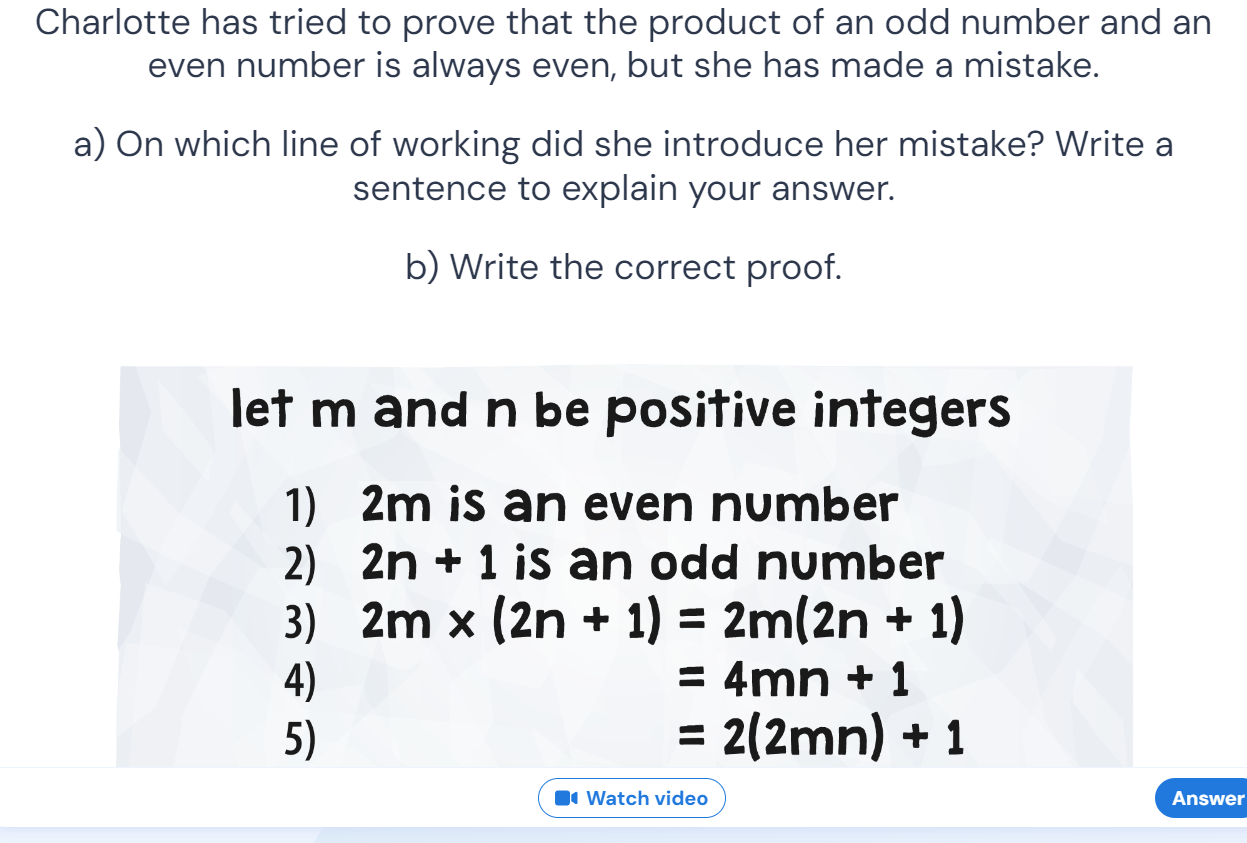 Charlotte has tried to prove that the product of an odd number and an
even number is always even, but she has made a mistake.
a) On which line of working did she introduce her mistake? Write a
sentence to explain your answer.
b) Write the correct proof.
let m and n be positive integers
1) 2m is an even number
2) 2n + 1 is an odd number
3) 2m × (2n + 1) = 2m(2n + 1)
4) = 4mn + 1
5) = 2(2mn) + 1
Watch video
Answer